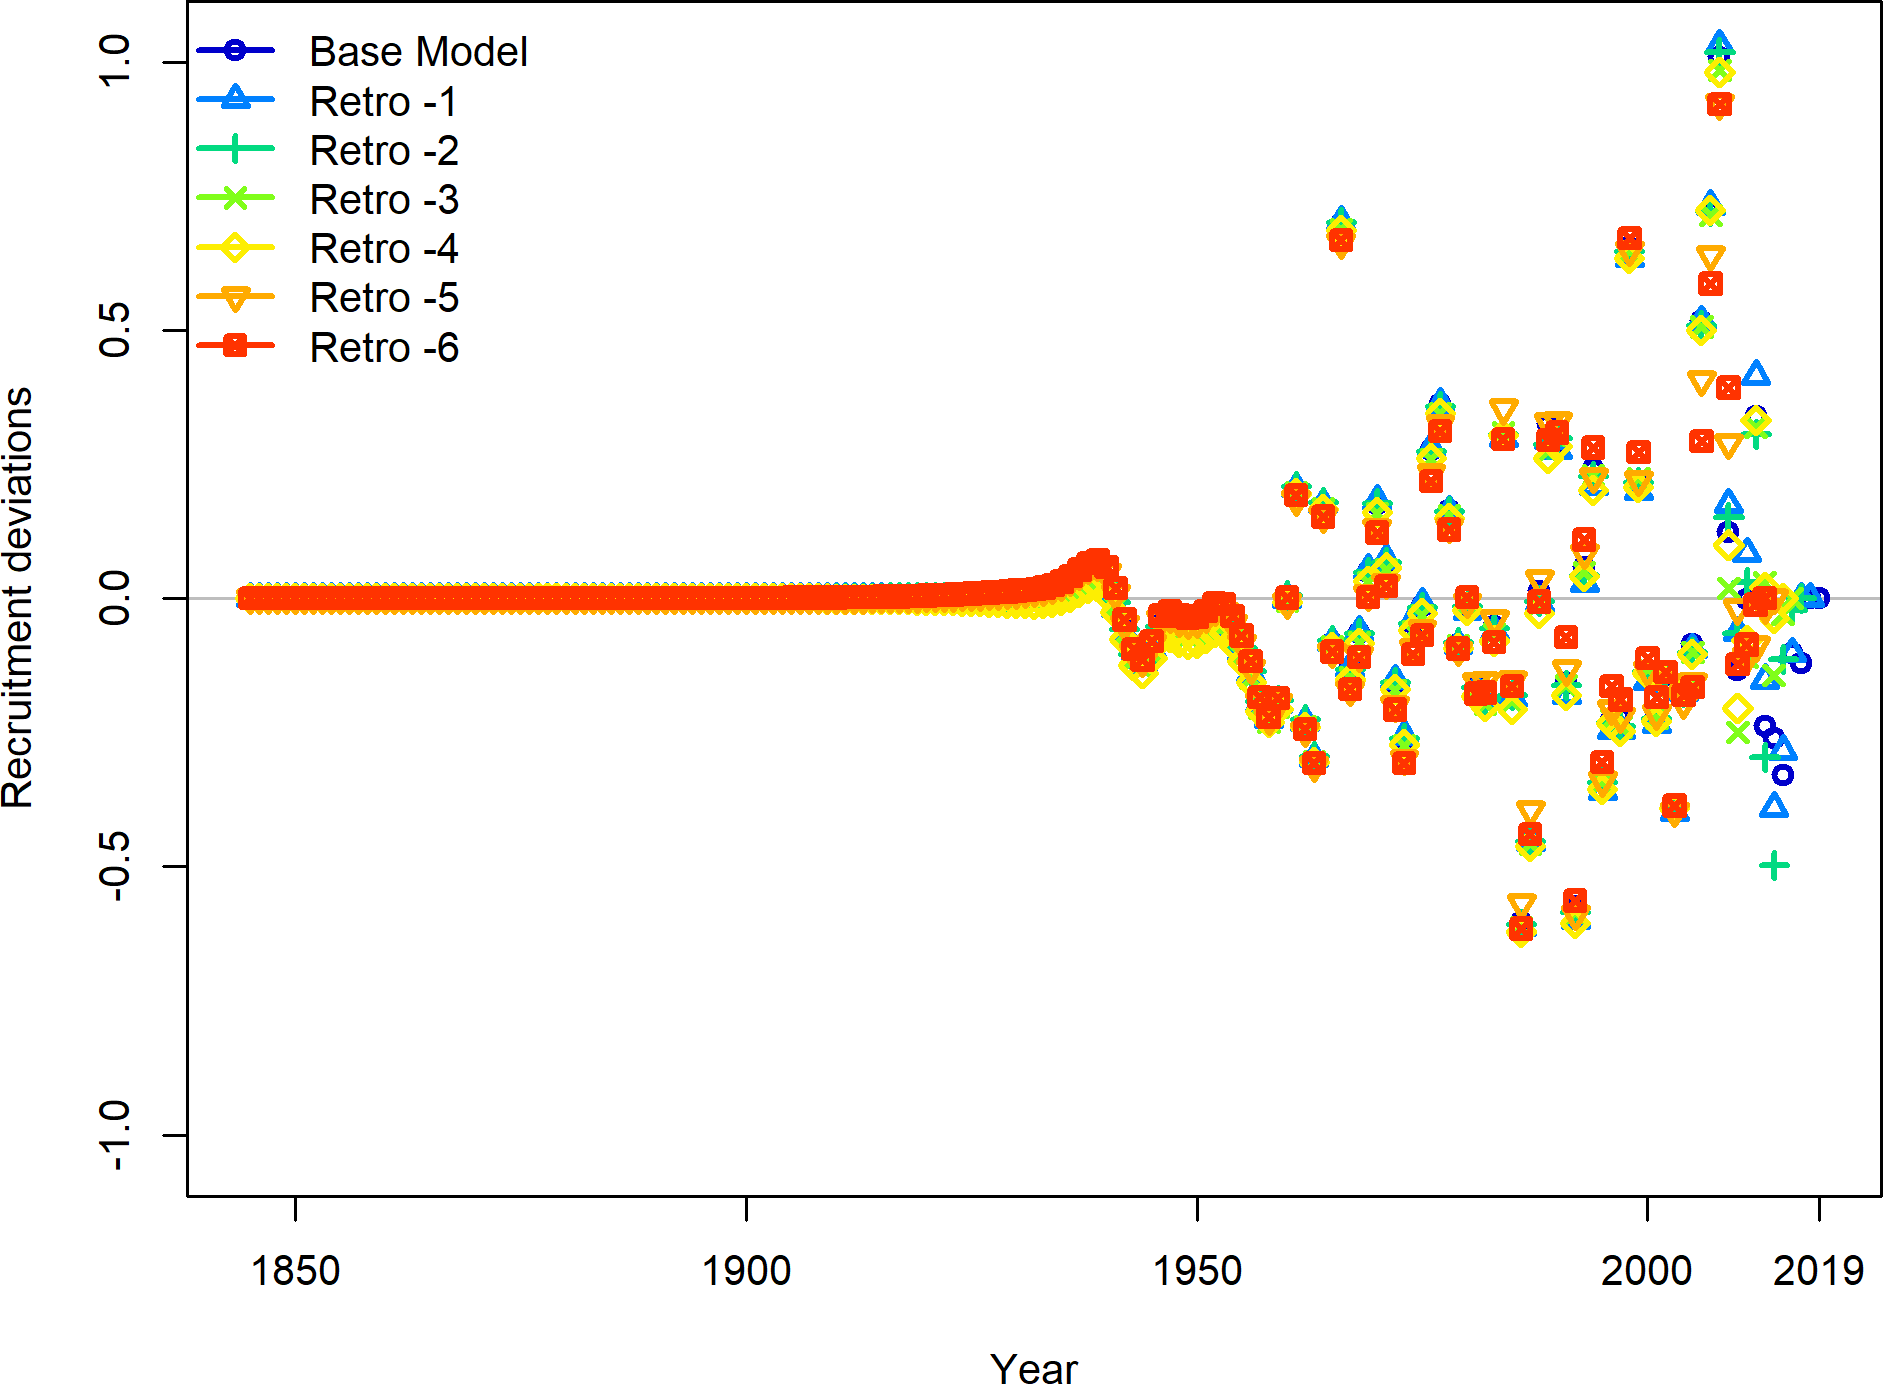 Base Model
Retro -1
Retro -2
Retro -3
Retro -4
Retro -5
Retro -6
1.0
0.5
0.0
-0.5
-1.0
Recruitment deviations
1850 1900 1950 2000 2019
Year